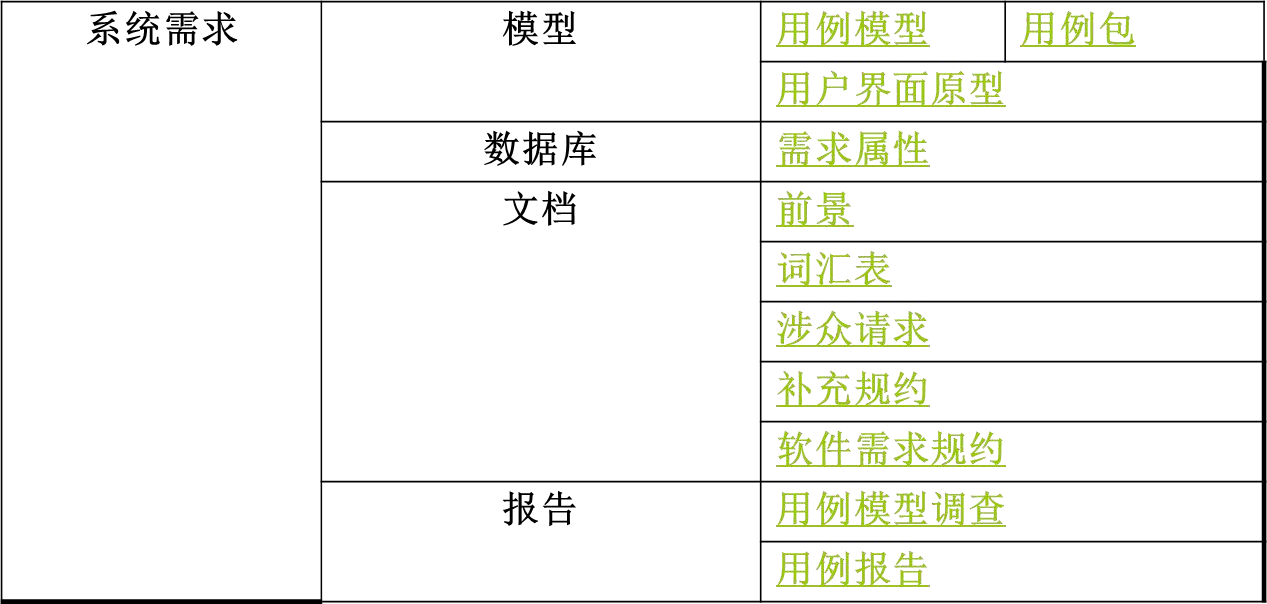 系统需求 模型 用例模型 用例包
用户界面原型
数据库 需求属性
文档 前景
词汇表
涉众请求
补充规约
软件需求规约
报告 用例模型调查
用例报告